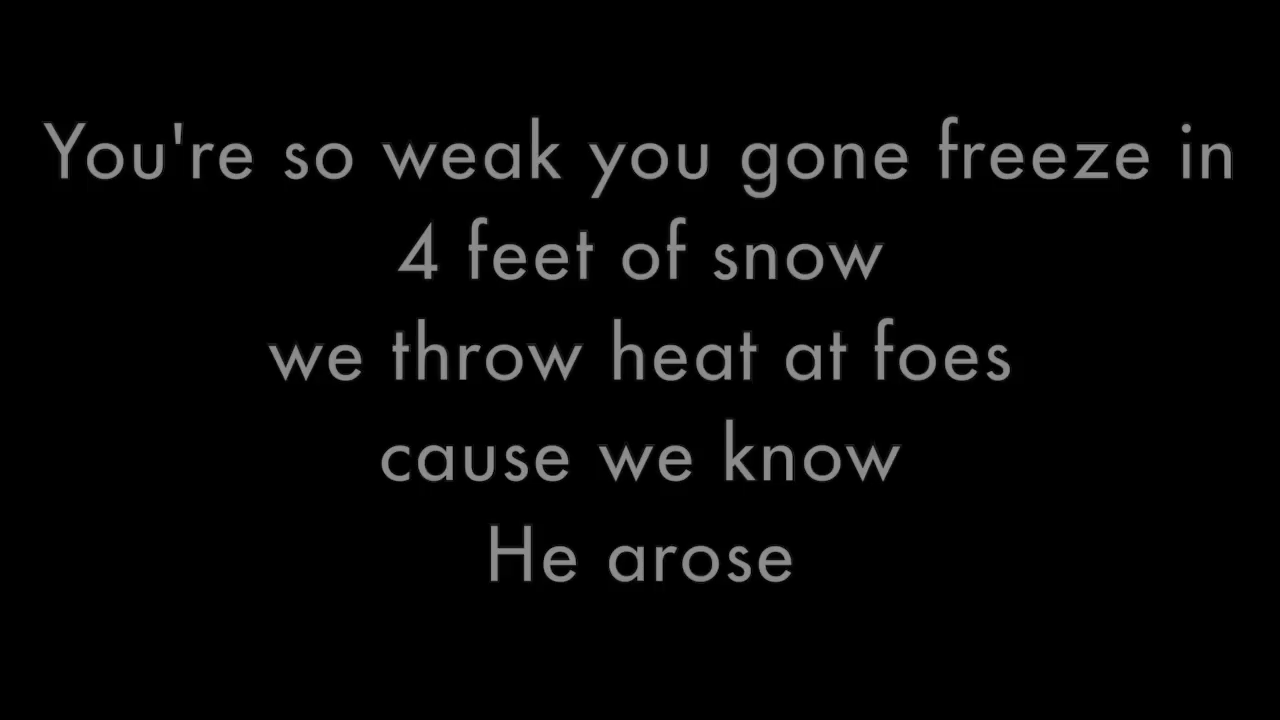 You're so weak you gone freeze in
4 feet of snow
we throw heat at foes
cause we know
He arose